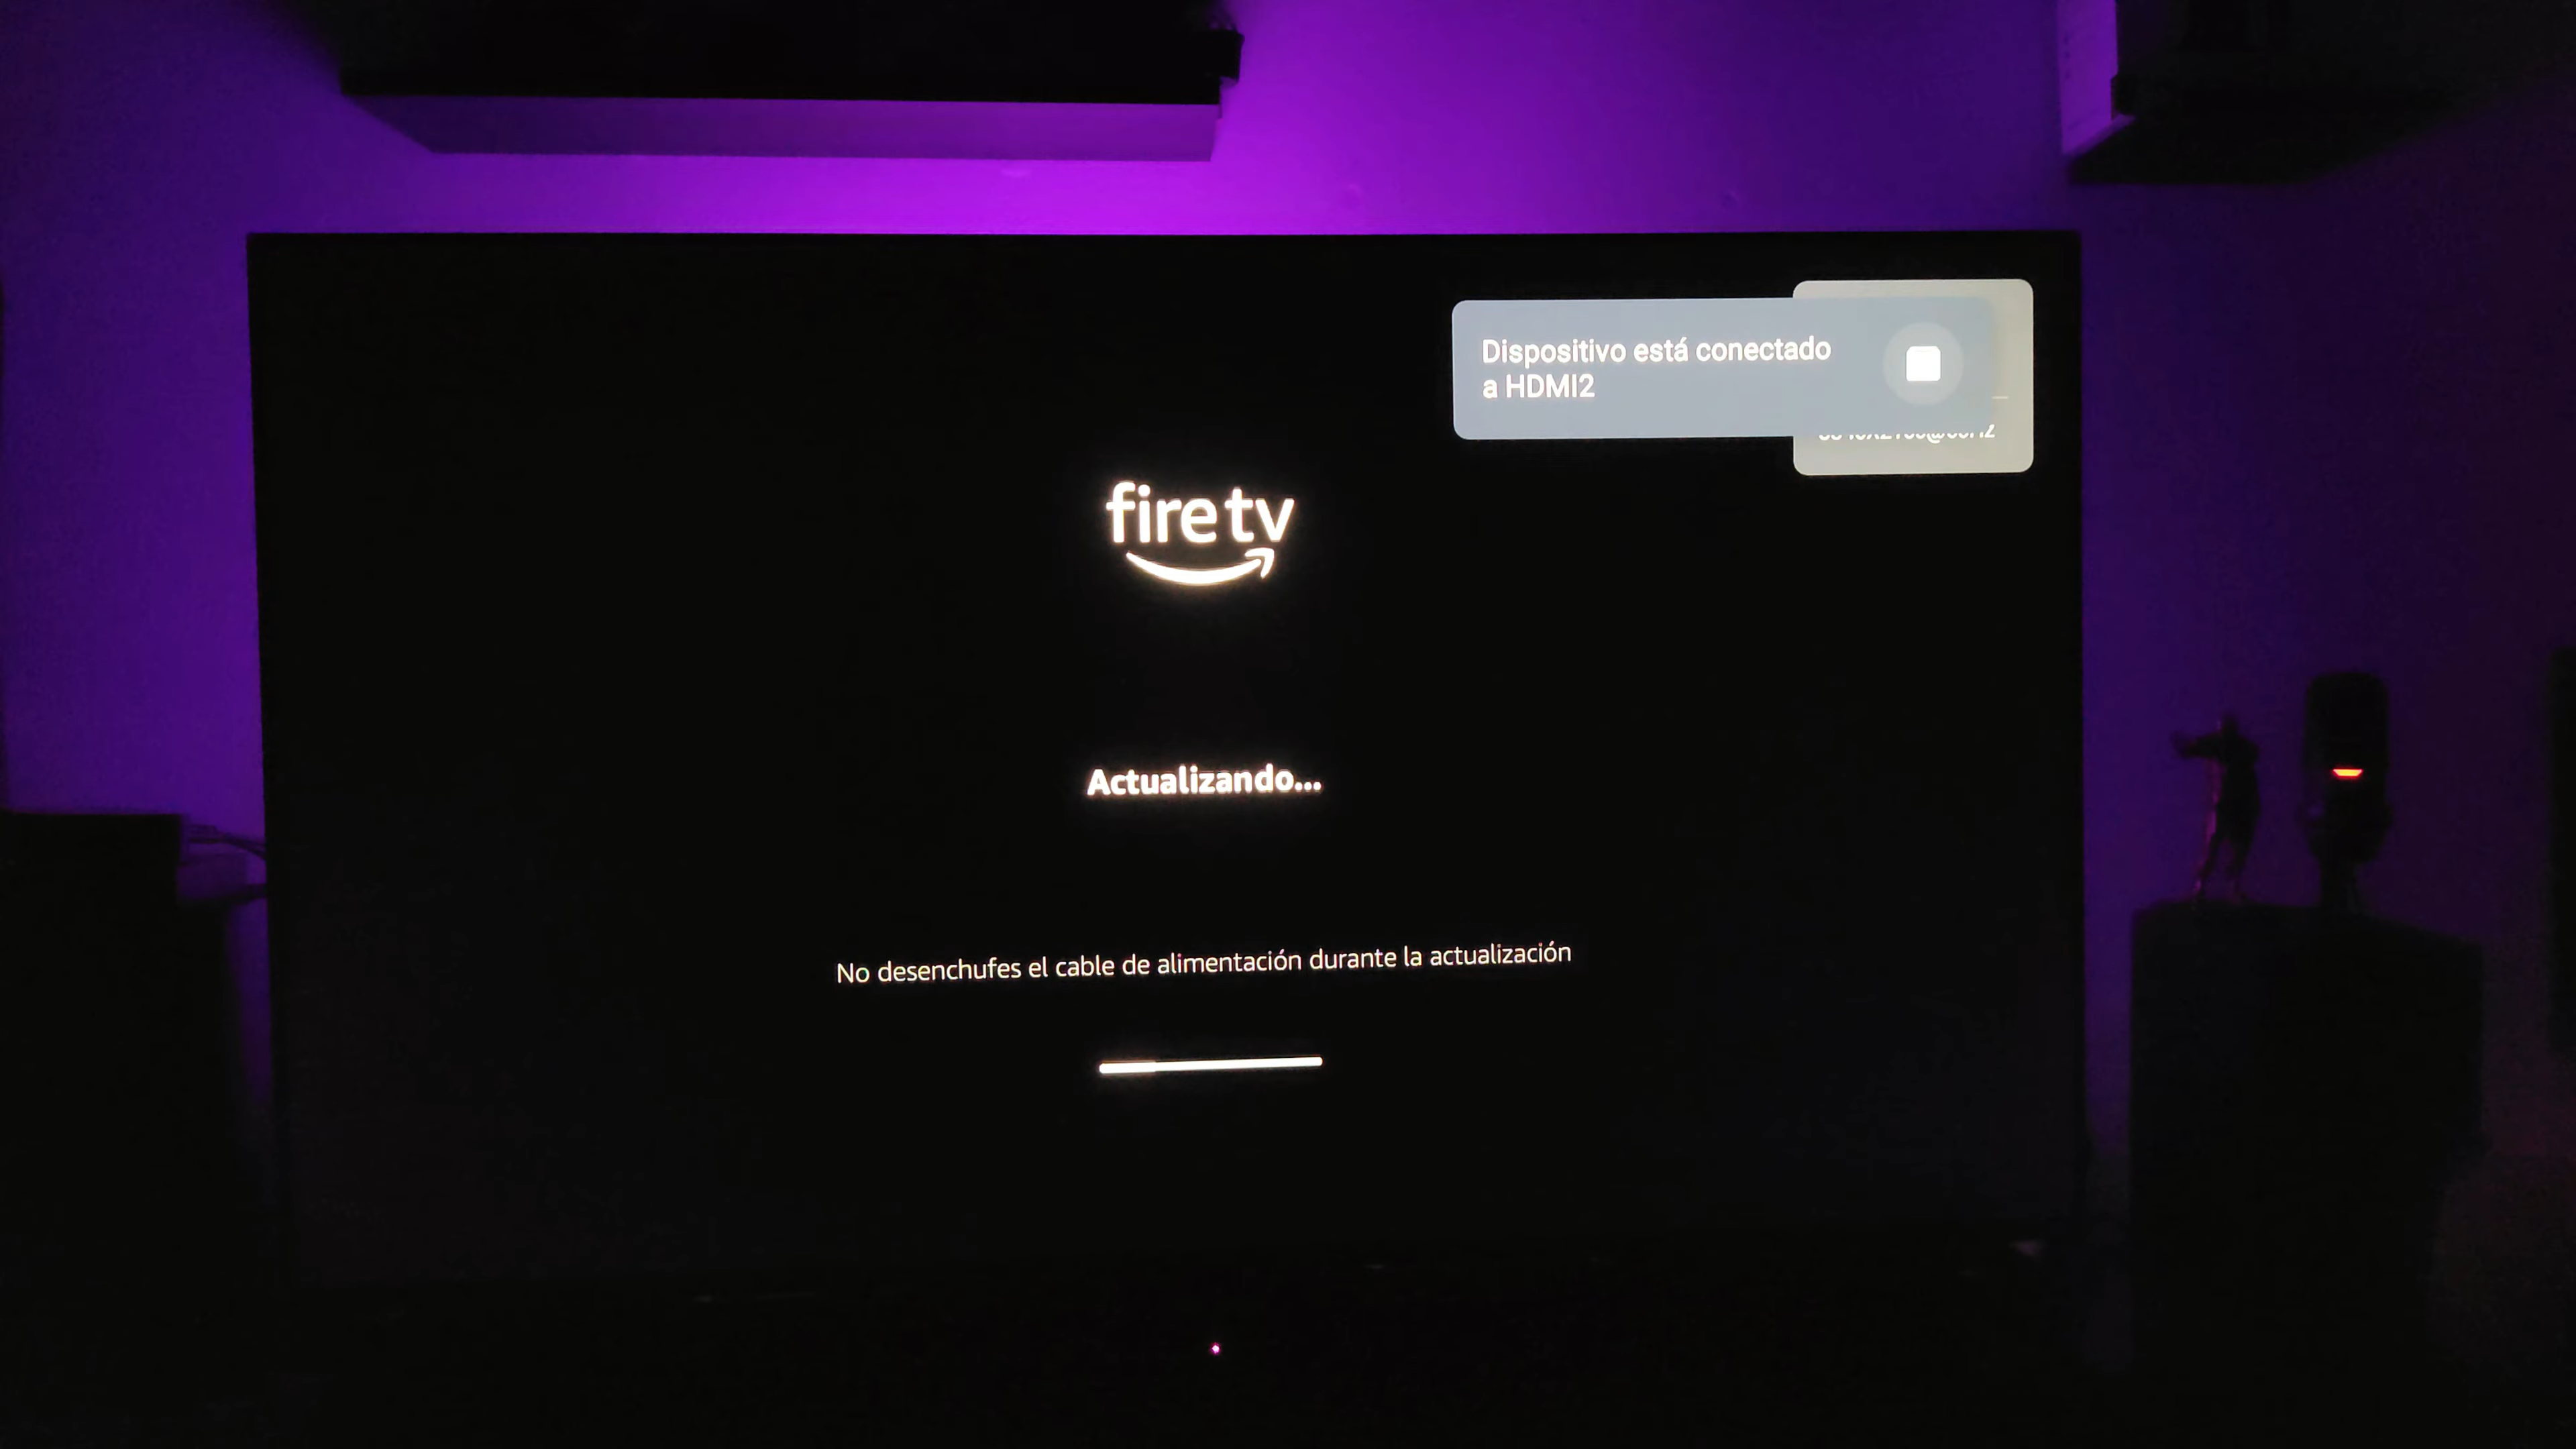 Dispositivo está conectado
a HDMI2
fire tv
Actualizando...
No desenchufes el cable de alimentación durante la actualización